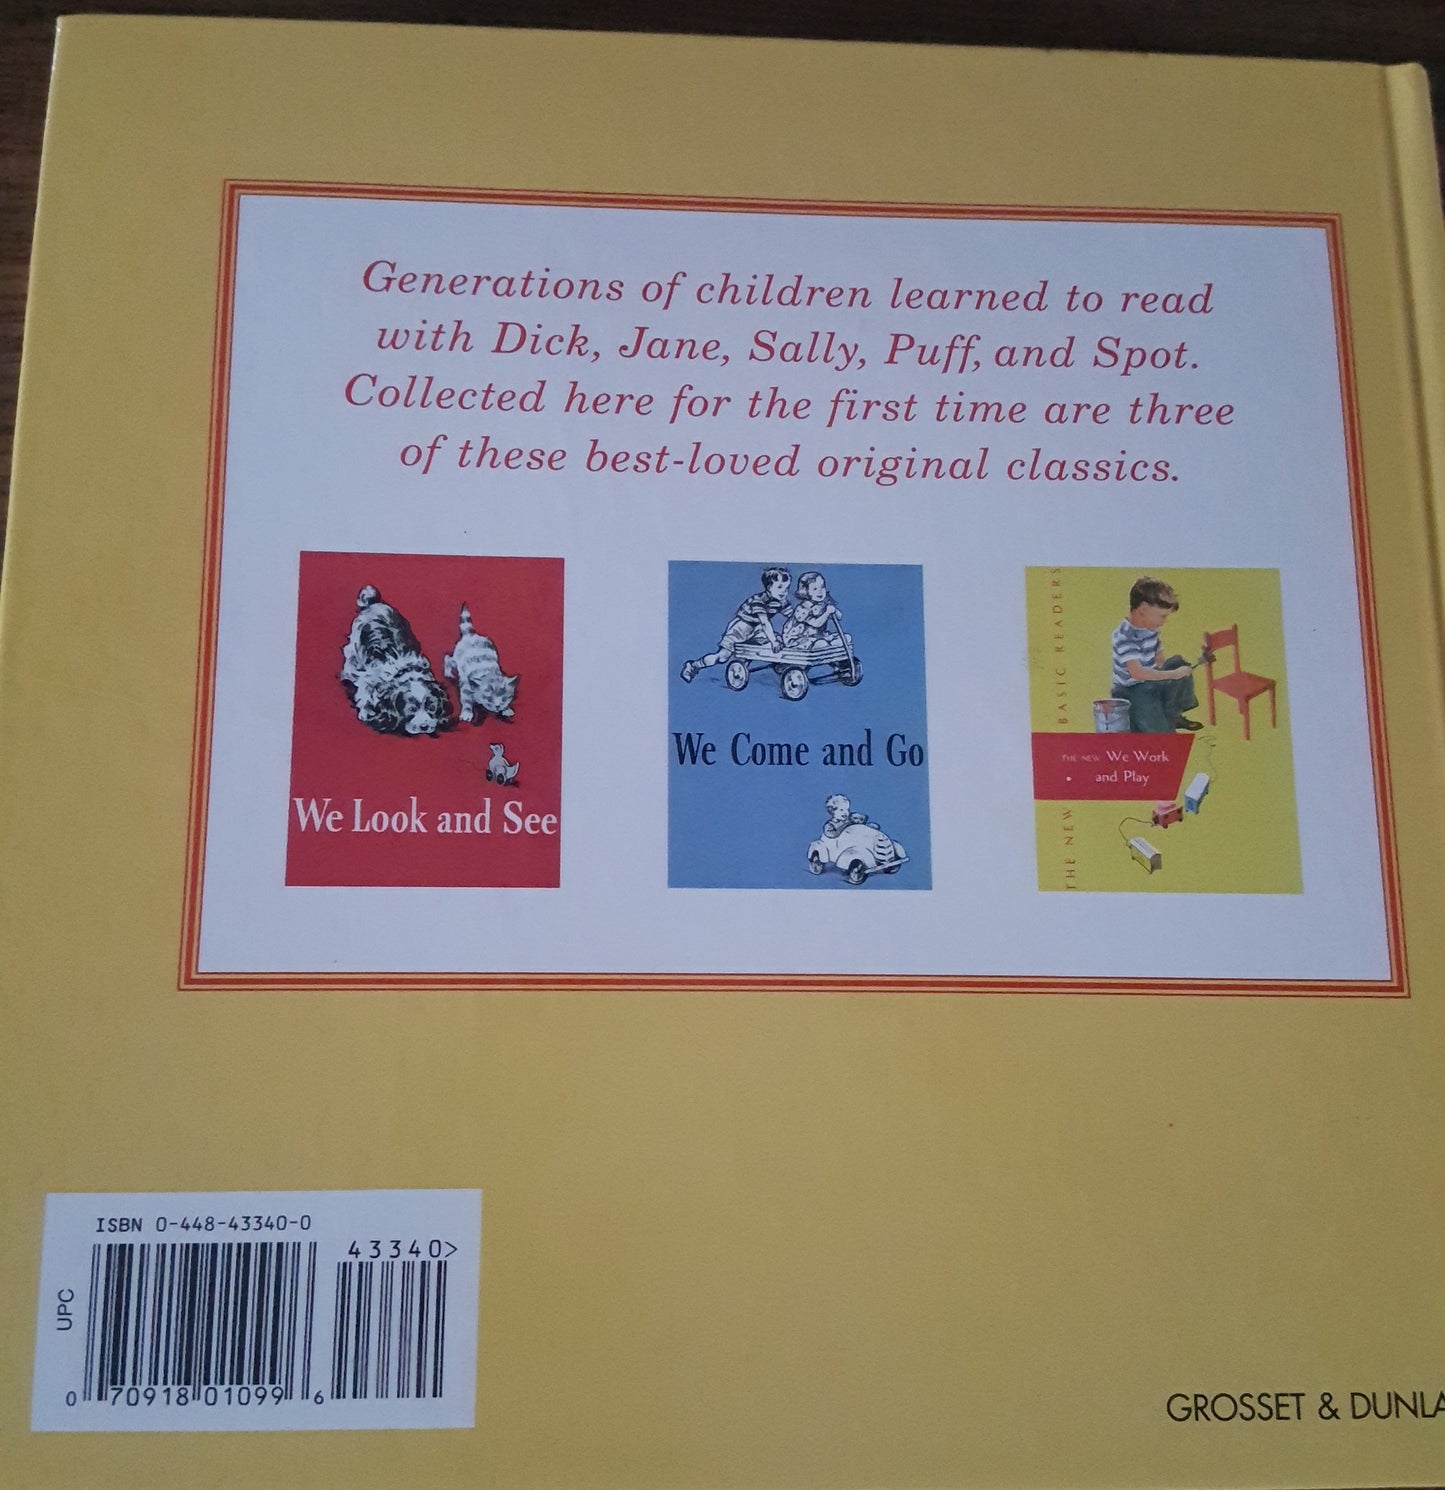 Generations of children learned to read
with Dick, Jane, Sally, Puff, and Spot.
Collected here for the first time are three
of these best-loved original classics.
We Look and See
We Come and Go
THE NEW BASIC READERS
THE NEW We Work
and Play
ISBN 0-448-43340-0
43340>
UPC
0 70918 01099 6
GROSSET & DUNLA